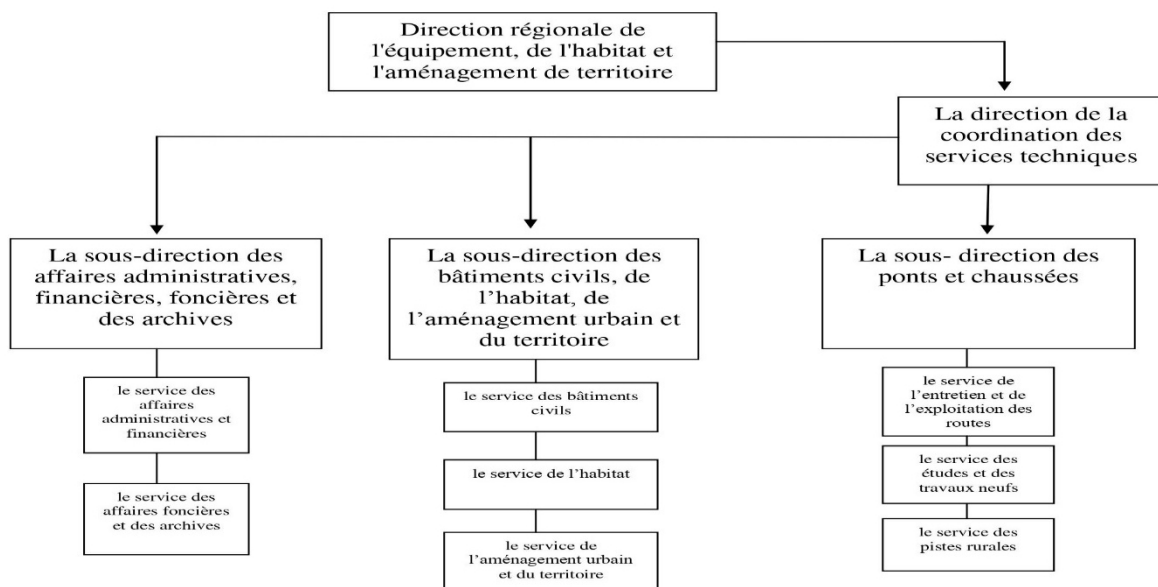 Direction régionale de
l'équipement, de l'habitat et
l'aménagement de territoire
La direction de la
coordination des
services techniques
La sous-direction des
affaires administratives,
financières, foncières et
des archives
La sous-direction des
bâtiments civils, de
l’habitat, de
l’aménagement urbain et
du territoire
La sous- direction des
ponts et chaussées
le service des
affaires
administratives et
financières
le service des
affaires foncières
et des archives
le service des bâtiments
civils
le service de l’habitat
le service de
l’aménagement urbain
et du territoire
le service de
l’entretien et de
l’exploitation des
routes
le service des
études et des
travaux neufs
le service des
pistes rurales